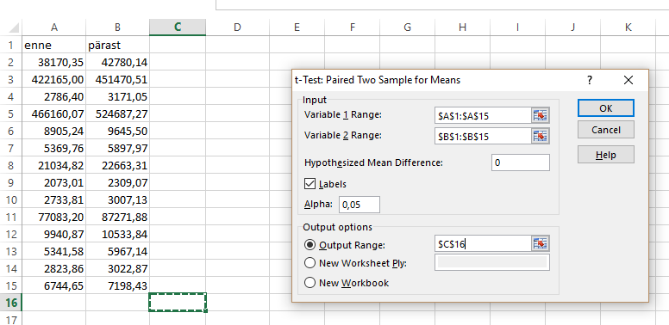 A B C D E F G H I J K
1 enne pärast
2 38170,35 42780,14
3 422165,00 451470,51
4 2786,40 3171,05
5 466160,07 524687,27
6 8905,24 9645,50
7 5369,76 5897,97
8 21034,82 22663,31
9 2073,01 2309,07
10 2733,81 3007,13
11 77083,20 87271,88
12 9940,87 10533,84
13 5341,58 5967,14
14 2823,86 3022,87
15 6744,65 7198,43
16
17
t-Test: Paired Two Sample for Means ? ×
Input
Variable 1 Range: $A$1:$A$15
Variable 2 Range: $B$1:$B$15
Hypothesized Mean Difference: 0
Labels
Alpha: 0,05
Output options
Output Range: $C$16
New Worksheet Ply:
New Workbook
OK
Cancel
Help